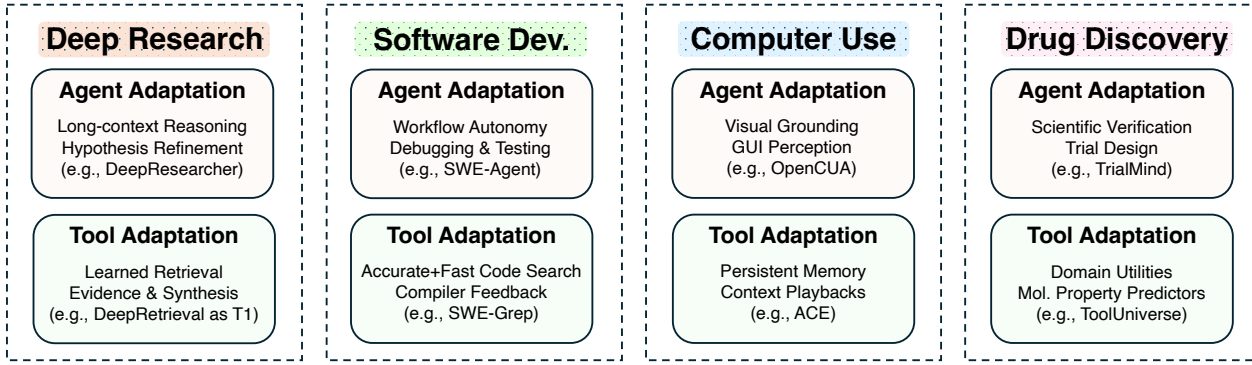 Deep Research
Agent Adaptation
Long-context Reasoning
Hypothesis Refinement
(e.g., DeepResearcher)
Tool Adaptation
Learned Retrieval
Evidence & Synthesis
(e.g., DeepRetrieval as T1)
Software Dev.
Agent Adaptation
Workflow Autonomy
Debugging & Testing
(e.g., SWE-Agent)
Tool Adaptation
Accurate+Fast Code Search
Compiler Feedback
(e.g., SWE-Grep)
Computer Use
Agent Adaptation
Visual Grounding
GUI Perception
(e.g., OpenCUA)
Tool Adaptation
Persistent Memory
Context Playbacks
(e.g., ACE)
Drug Discovery
Agent Adaptation
Scientific Verification
Trial Design
(e.g., TrialMind)
Tool Adaptation
Domain Utilities
Mol. Property Predictors
(e.g., ToolUniverse)